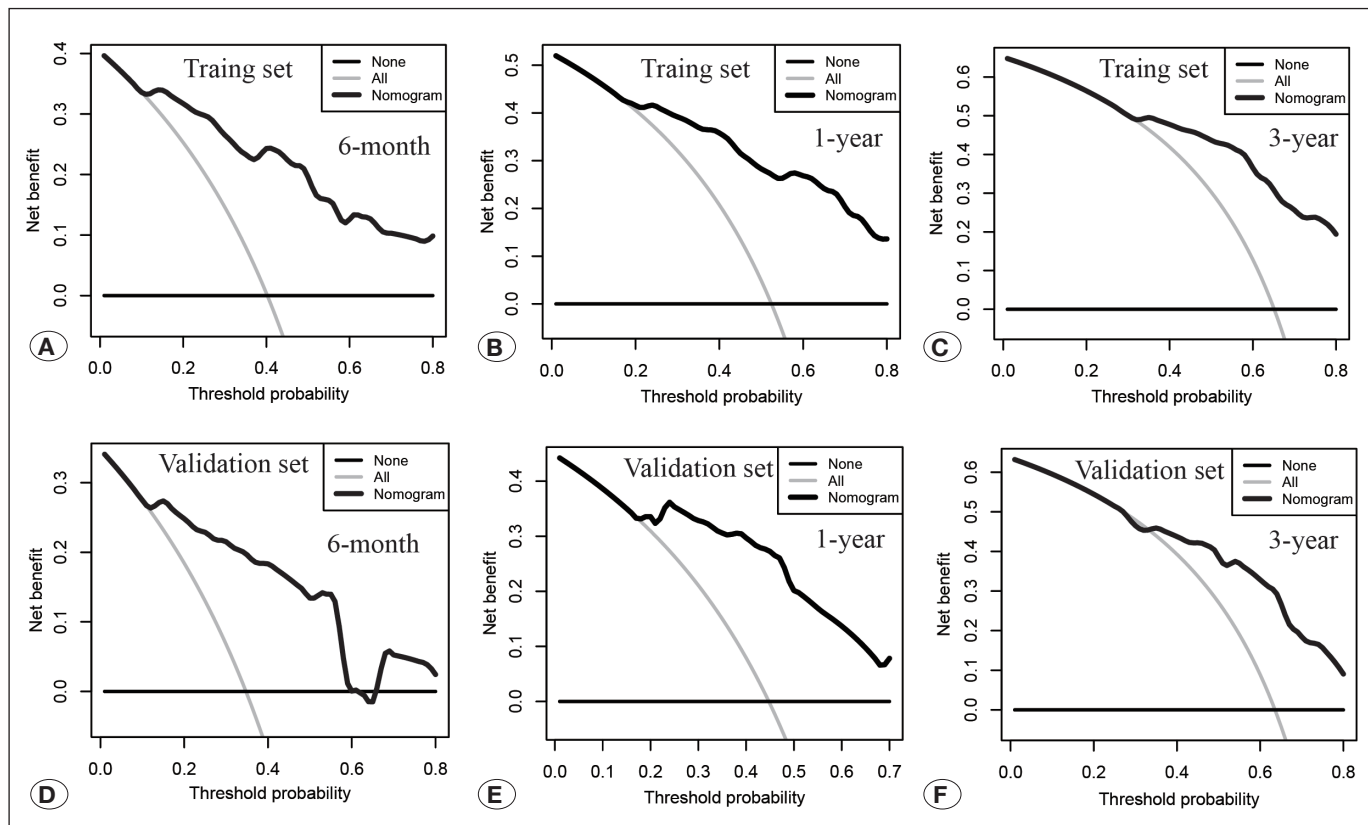 Traing set
None
All
Nomogram
6-month
Net benefit
0.4
0.3
0.2
0.1
0.0
0.0 0.2 0.4 0.6 0.8
Threshold probability
A
Traing set
None
All
Nomogram
1-year
Net benefit
0.5
0.4
0.3
0.2
0.1
0.0
0.0 0.2 0.4 0.6 0.8
Threshold probability
B
Traing set
None
All
Nomogram
3-year
Net benefit
0.6
0.5
0.4
0.3
0.2
0.1
0.0
0.0 0.2 0.4 0.6 0.8
Threshold probability
C
Validation set
None
All
Nomogram
6-month
Net benefit
0.3
0.2
0.1
0.0
0.0 0.2 0.4 0.6 0.8
Threshold probability
D
Validation set
None
All
Nomogram
1-year
Net benefit
0.4
0.3
0.2
0.1
0.0
0.0 0.1 0.2 0.3 0.4 0.5 0.6 0.7
Threshold probability
E
Validation set
None
All
Nomogram
3-year
Net benefit
0.6
0.5
0.4
0.3
0.2
0.1
0.0
0.0 0.2 0.4 0.6 0.8
Threshold probability
F